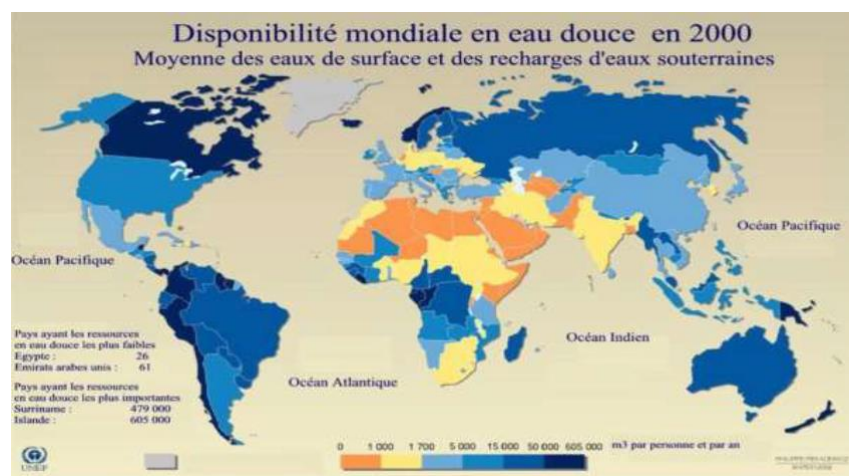 Disponibilité mondiale en eau douce en 2000
Moyenne des eaux de surface et des recharges d'eaux souterraines
Océan Pacifique
Océan Pacifique
Océan Indien
Océan Atlantique
Pays ayant les ressources
en eau douce les plus faibles
Egypte : 26
Emirats arabes unis : 61
Pays ayant les ressources
en eau douce les plus importantes
Surriname : 479 000
Islande : 605 000
0 1 000 1 700 5 000 15 000 50 000 605 000 m3 par personne et par an
UNEP